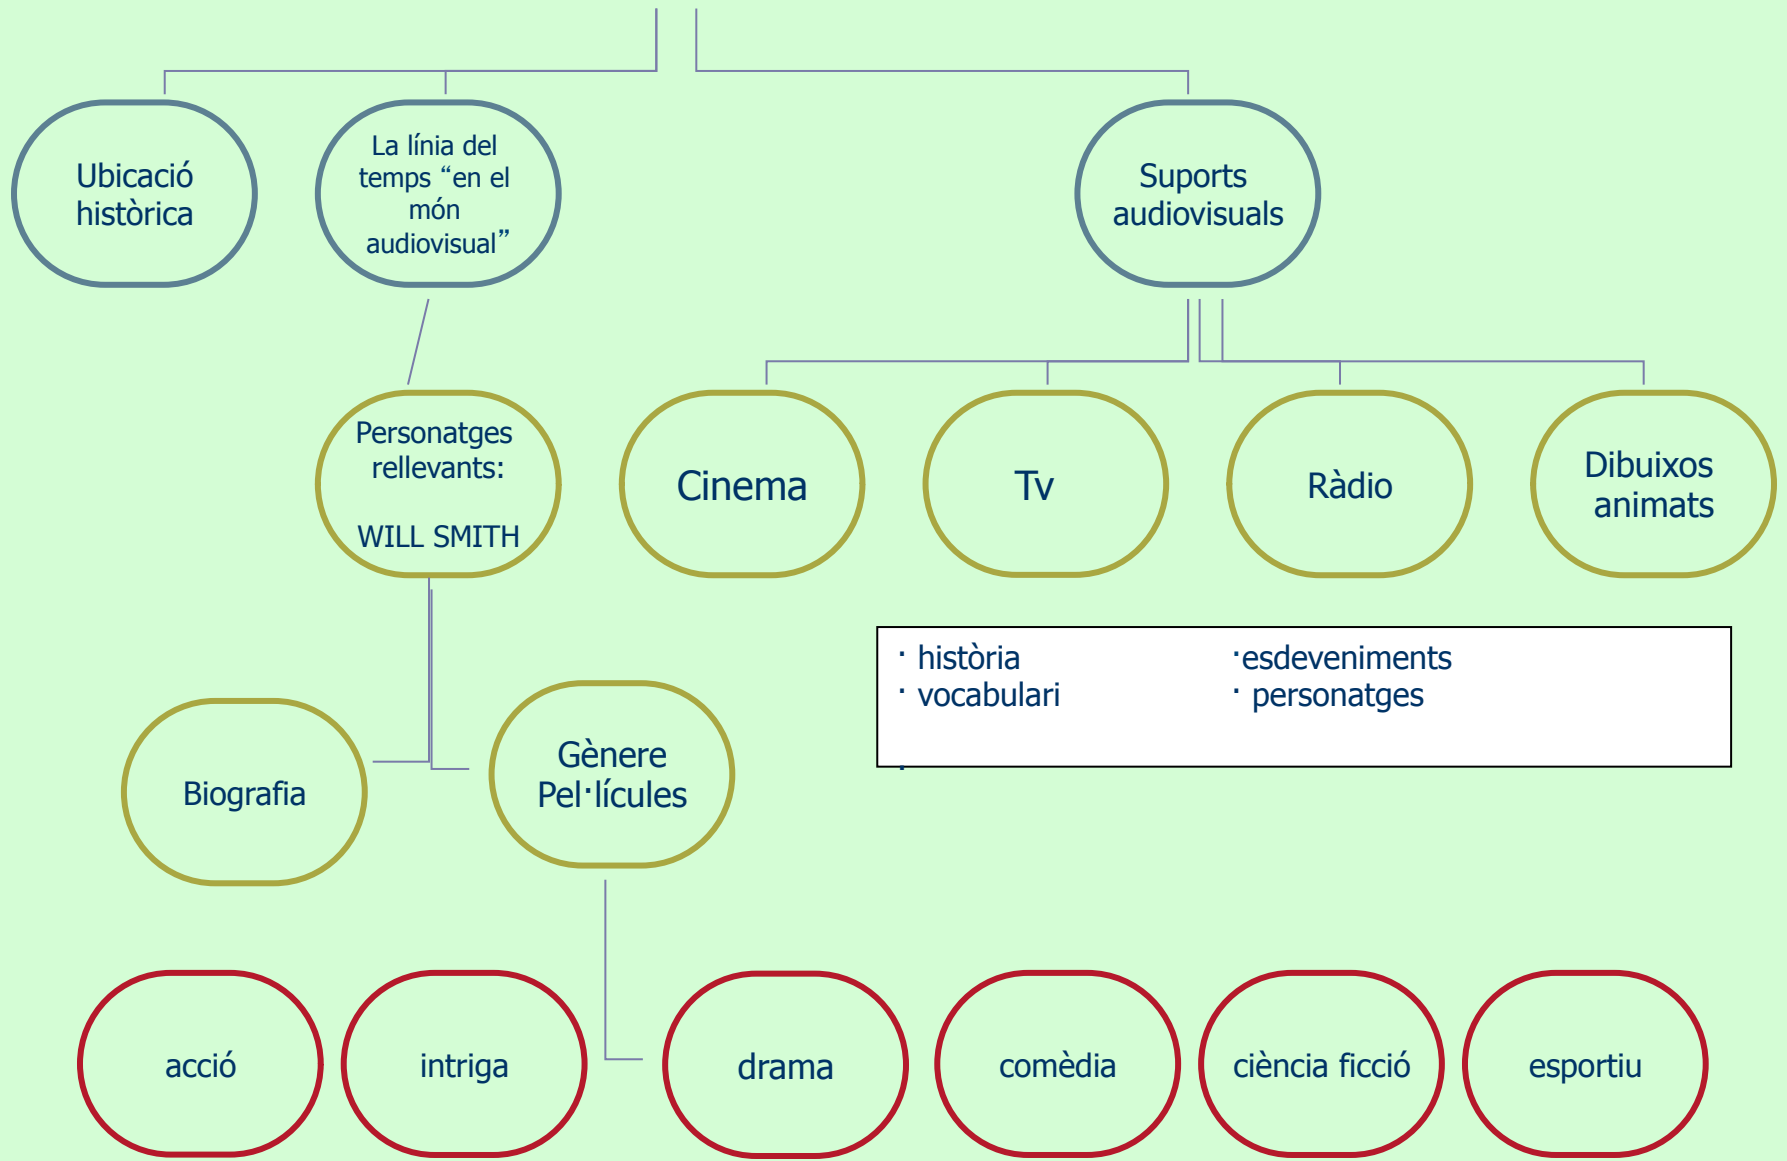 Ubicació
històrica
La línia del
temps “en el
món
audiovisual”
Suports
audiovisuals
Personatges
rellevants:
WILL SMITH
Cinema
Tv
Ràdio
Dibuixos
animats
· història ·esdeveniments
· vocabulari · personatges
·
Biografia
Gènere
Pel·lícules
acció
intriga
drama
comèdia
ciència ficció
esportiu